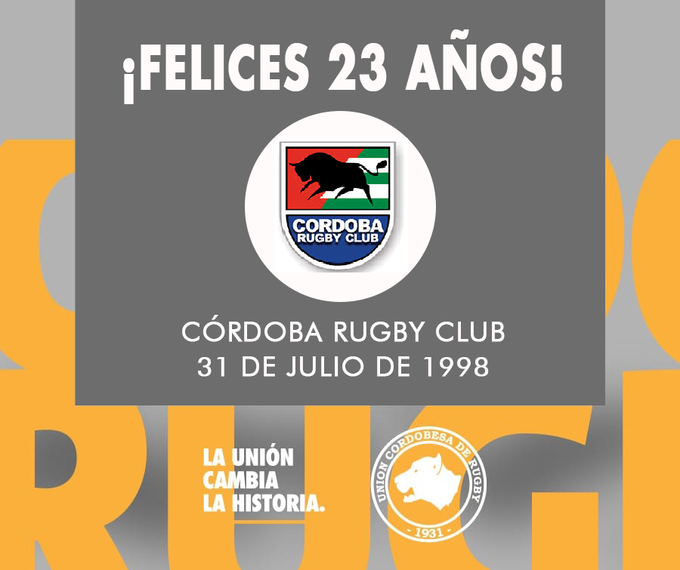 ¡FELICES 23 AÑOS!
CORDOBA
RUGBY CLUB
CÓRDOBA RUGBY CLUB
31 DE JULIO DE 1998
RUG
LA UNIÓN
CAMBIA
LA HISTORIA.
UNION CORDOBESA DE RUGBY
- 1931 -